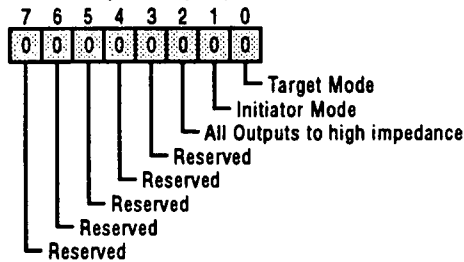 7 6 5 4 3 2 1 0
0 0 0 0 0 0 0 0
Target Mode
Initiator Mode
All Outputs to high impedance
Reserved
Reserved
Reserved
Reserved
Reserved